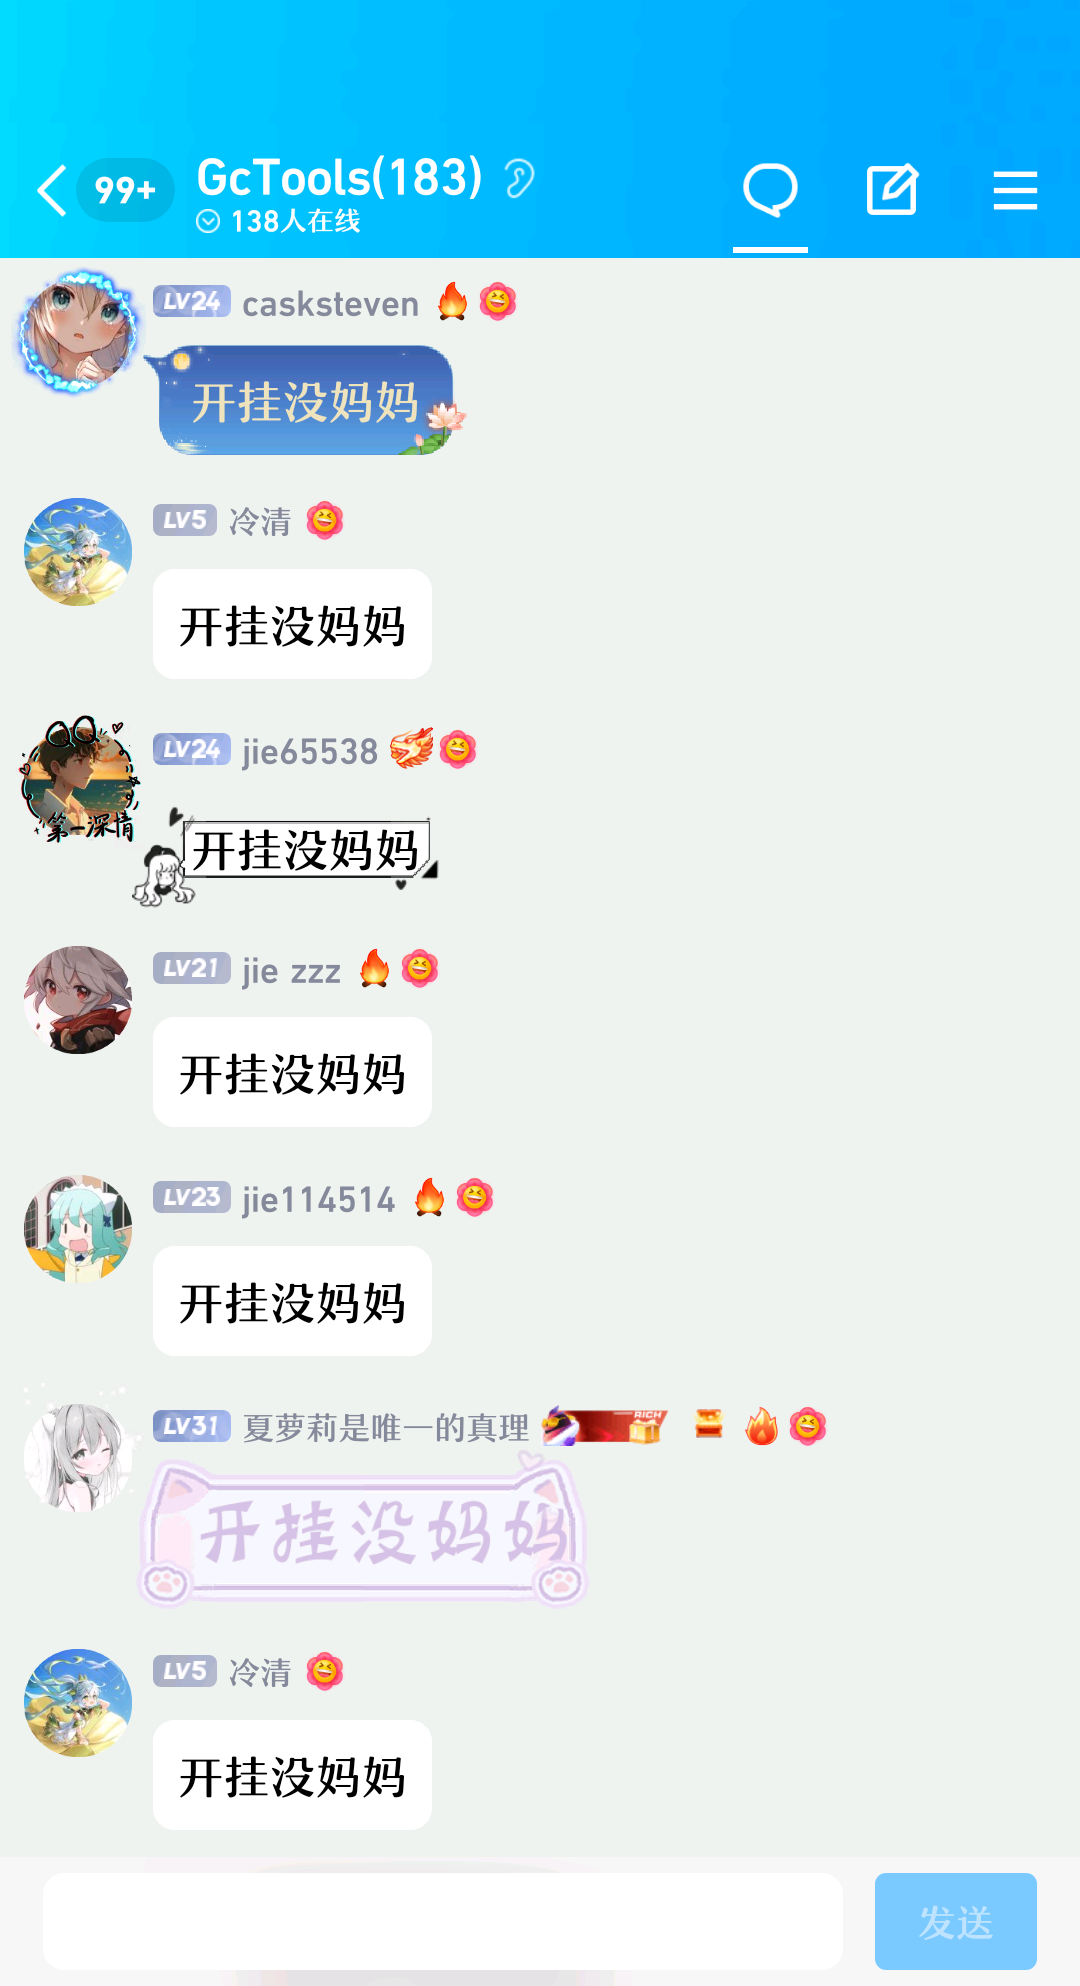 99+
GcTools(183)
138人在线
LV24 casksteven
开挂没妈妈
LV5 冷清
开挂没妈妈
QQ
第一深情
LV24 jie65538
开挂没妈妈
LV21 jie zzz
开挂没妈妈
LV23 jie114514
开挂没妈妈
LV31 夏萝莉是唯一的真理 RICH
开挂没妈妈
LV5 冷清
开挂没妈妈
发送